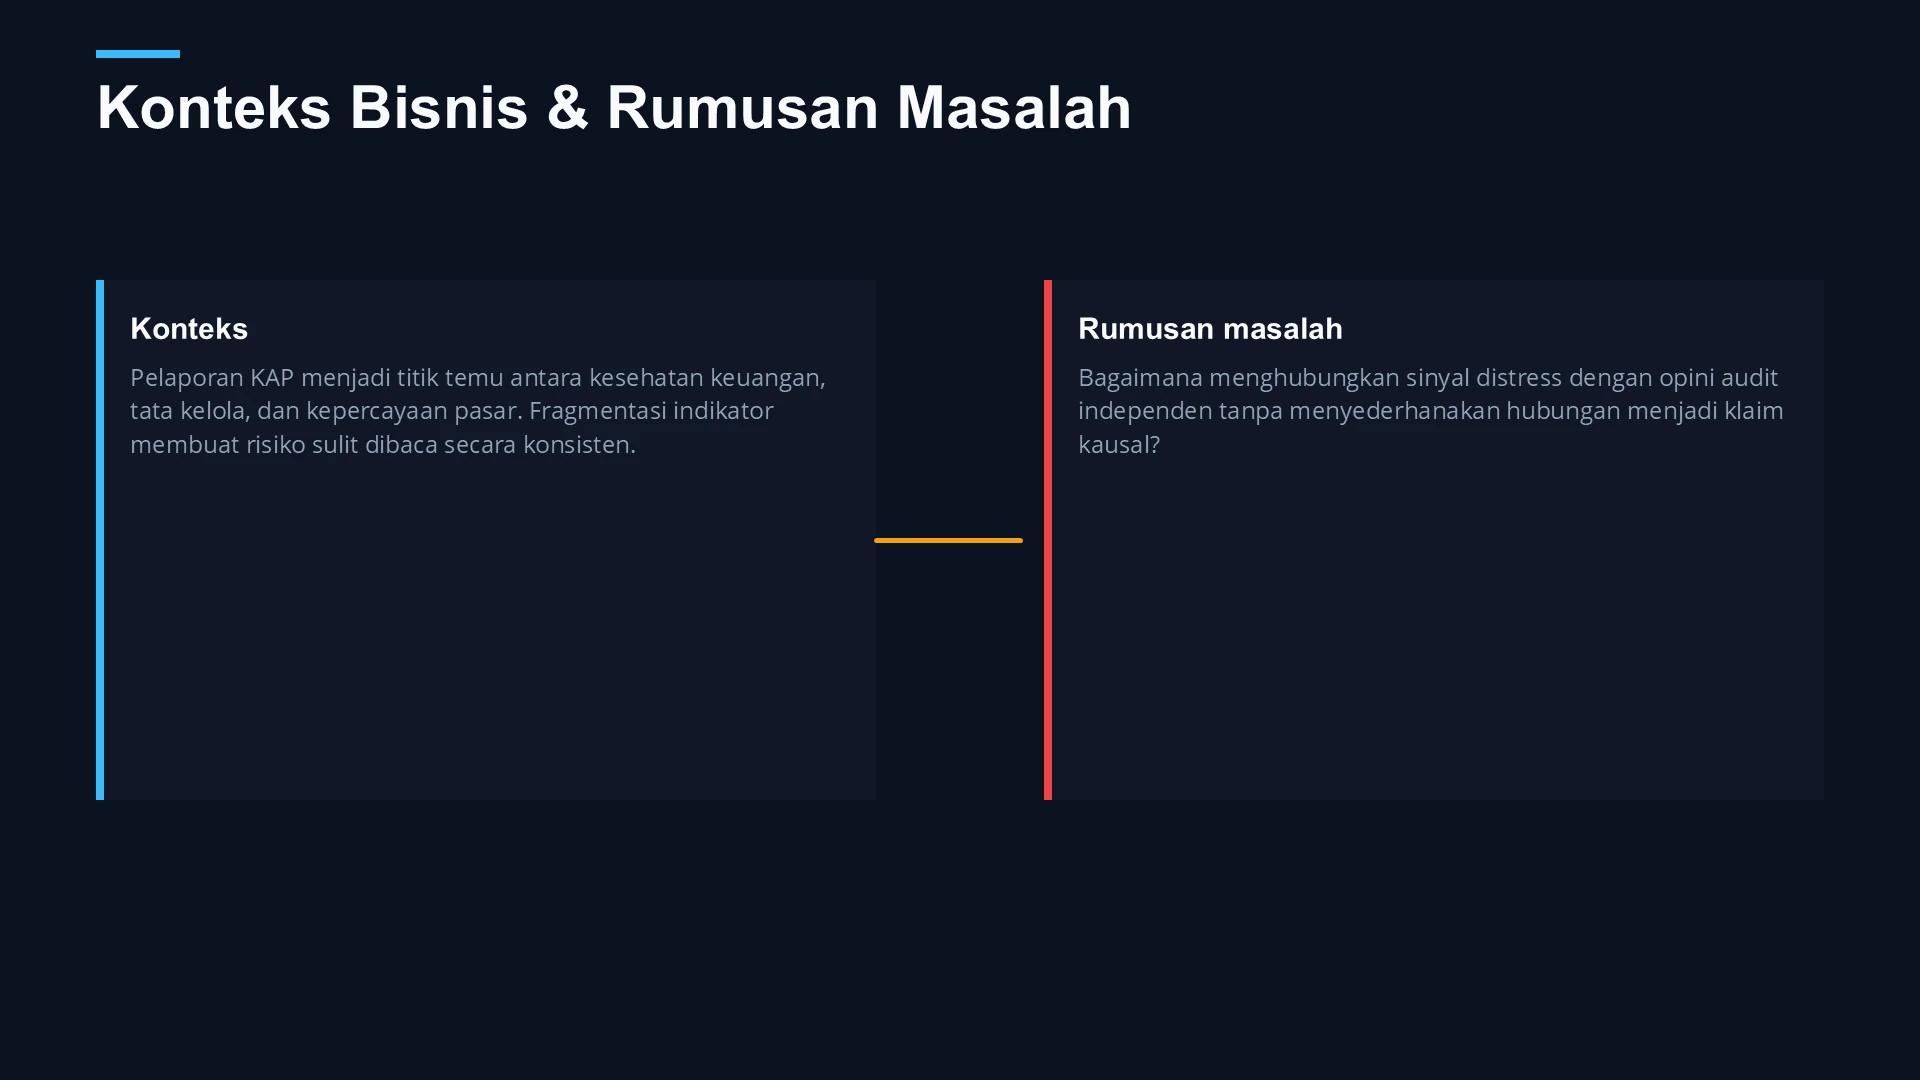 Konteks Bisnis & Rumusan Masalah
Konteks
Pelaporan KAP menjadi titik temu antara kesehatan keuangan,
tata kelola, dan kepercayaan pasar. Fragmentasi indikator
membuat risiko sulit dibaca secara konsisten.
Rumusan masalah
Bagaimana menghubungkan sinyal distress dengan opini audit
independen tanpa menyederhanakan hubungan menjadi klaim
kausal?